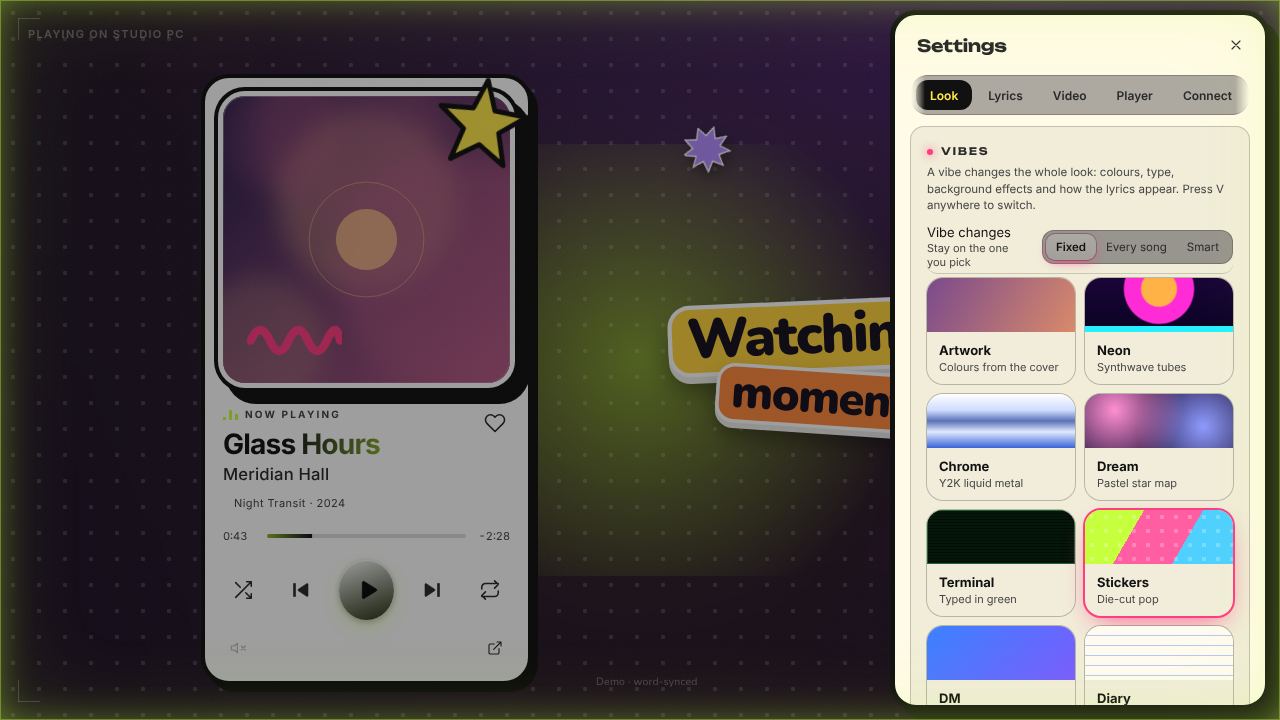 PLAYING ON STUDIO PC
NOW PLAYING
Glass Hours
Meridian Hall
Night Transit · 2024
0:43
-2:28
Watchin
momen
Demo · word-synced
Settings
Look
Lyrics
Video
Player
Connect
VIBES
A vibe changes the whole look: colours, type,
background effects and how the lyrics appear. Press V
anywhere to switch.
Vibe changes
Stay on the one
you pick
Fixed
Every song
Smart
Artwork
Colours from the cover
Neon
Synthwave tubes
Chrome
Y2K liquid metal
Dream
Pastel star map
Terminal
Typed in green
Stickers
Die-cut pop
DM
Diary